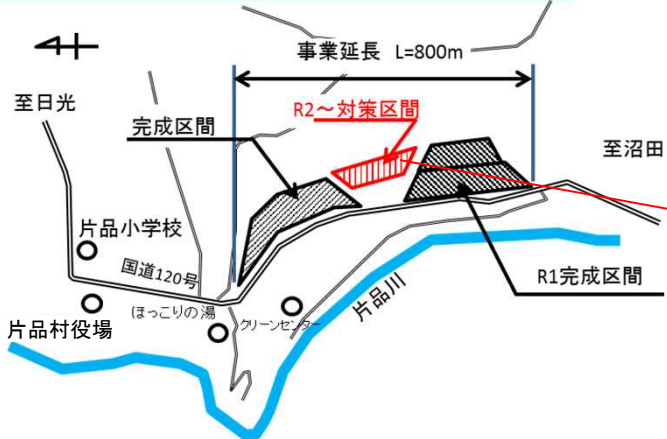 事業延長 L=800m
至日光
R2～対策区間
完成区間
至沼田
片品小学校
国道120号
R1完成区間
ほっこりの湯
クリーンセンター
片品川
片品村役場